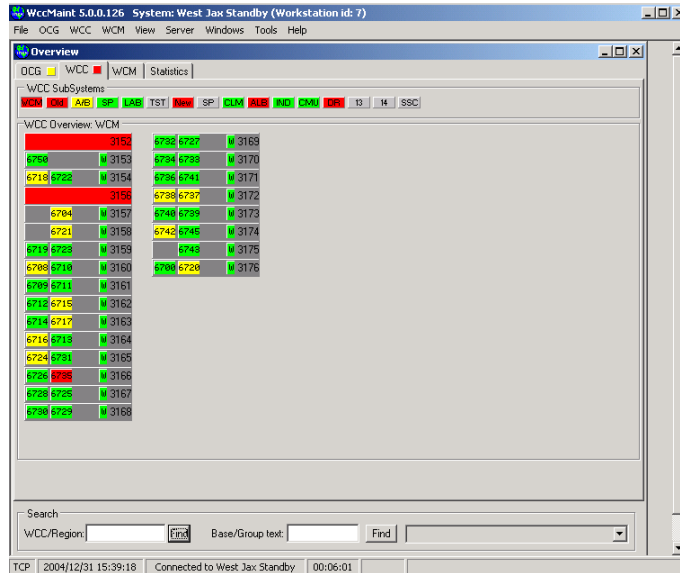 WccMaint 5.0.0.126 System: West Jax Standby (Workstation id: 7)
File OCG WCC WCM View Server Windows Tools Help
Overview
OCG WCC WCM Statistics
WCC SubSystems
WCM Old A/B SP LAB TST New SP CLM ALB IND CMU DIR 13 14 SSC
WCC Overview: WCM
3152 6732 6727 W 3169
6750 W 3153 6734 6733 W 3170
6718 6722 W 3154 6736 6741 W 3171
3156 6738 6737 W 3172
6704 W 3157 6740 6739 W 3173
6721 W 3158 6742 6745 W 3174
6719 6723 W 3159 6743 W 3175
6708 6710 W 3160 6700 6720 W 3176
6709 6711 W 3161
6712 6715 W 3162
6714 6717 W 3163
6716 6713 W 3164
6724 6731 W 3165
6726 6735 W 3166
6728 6725 W 3167
6730 6729 W 3168
Search
WCC/Region: Find Base/Group text: Find
TCP 2004/12/31 15:39:18 Connected to West Jax Standby 00:06:01